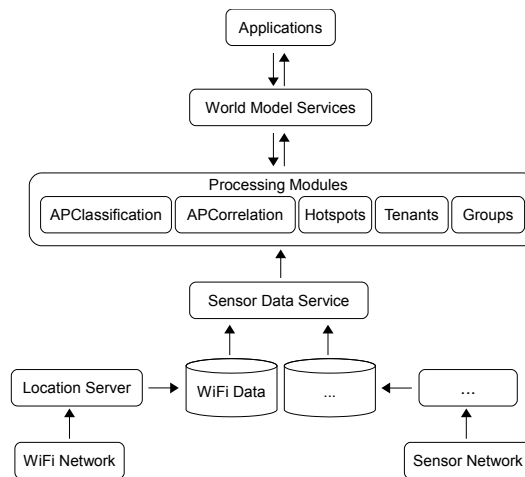 Applications
World Model Services
Processing Modules
APClassification APCorrelation Hotspots Tenants Groups
Sensor Data Service
Location Server WiFi Data ... ...
WiFi Network Sensor Network